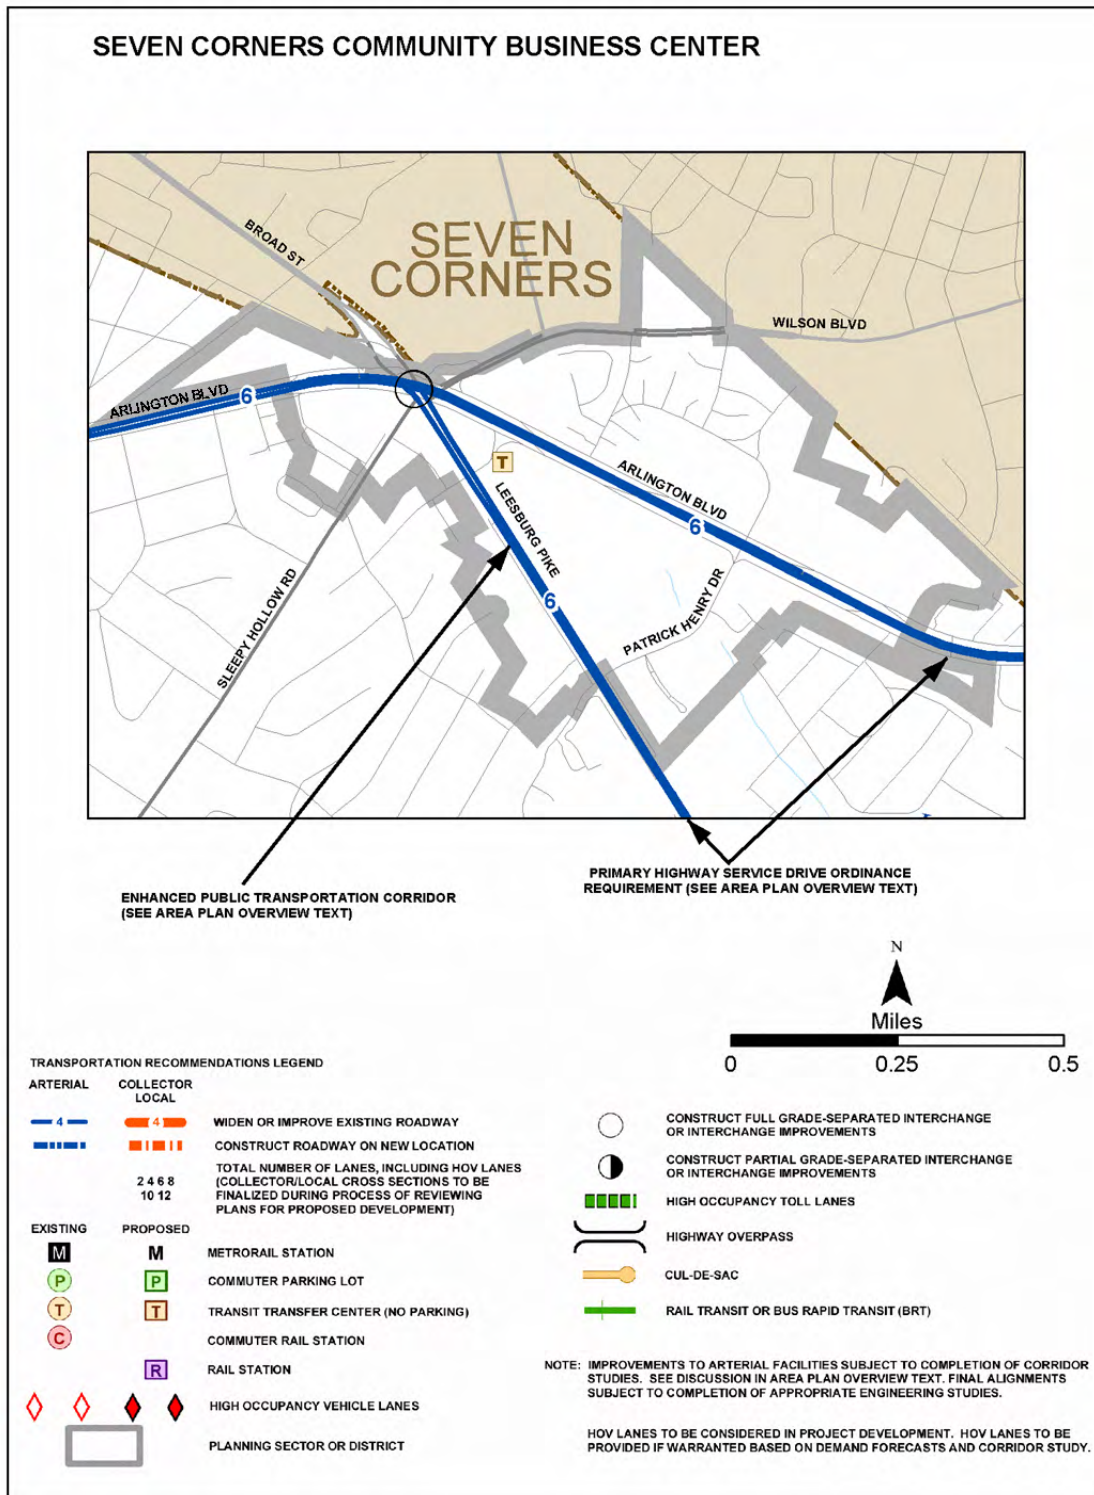 SEVEN CORNERS COMMUNITY BUSINESS CENTER
BROAD ST
SEVEN
CORNERS
WILSON BLVD
ARLINGTON BLVD
6
T
ARLINGTON BLVD
6
LEESBURG PIKE
6
PATRICK HENRY DR
SLEEPY HOLLOW RD
ENHANCED PUBLIC TRANSPORTATION CORRIDOR
(SEE AREA PLAN OVERVIEW TEXT)
PRIMARY HIGHWAY SERVICE DRIVE ORDINANCE
REQUIREMENT (SEE AREA PLAN OVERVIEW TEXT)
N
Miles
0 0.25 0.5
TRANSPORTATION RECOMMENDATIONS LEGEND
ARTERIAL COLLECTOR
LOCAL
4 4 WIDEN OR IMPROVE EXISTING ROADWAY
CONSTRUCT ROADWAY ON NEW LOCATION
2 4 6 8
10 12
TOTAL NUMBER OF LANES, INCLUDING HOV LANES
(COLLECTOR/LOCAL CROSS SECTIONS TO BE
FINALIZED DURING PROCESS OF REVIEWING
PLANS FOR PROPOSED DEVELOPMENT)
EXISTING PROPOSED
M M METRORAIL STATION
P P COMMUTER PARKING LOT
T T TRANSIT TRANSFER CENTER (NO PARKING)
C COMMUTER RAIL STATION
R RAIL STATION
HIGH OCCUPANCY VEHICLE LANES
PLANNING SECTOR OR DISTRICT
CONSTRUCT FULL GRADE-SEPARATED INTERCHANGE
OR INTERCHANGE IMPROVEMENTS
CONSTRUCT PARTIAL GRADE-SEPARATED INTERCHANGE
OR INTERCHANGE IMPROVEMENTS
HIGH OCCUPANCY TOLL LANES
HIGHWAY OVERPASS
CUL-DE-SAC
RAIL TRANSIT OR BUS RAPID TRANSIT (BRT)
NOTE: IMPROVEMENTS TO ARTERIAL FACILITIES SUBJECT TO COMPLETION OF CORRIDOR
STUDIES. SEE DISCUSSION IN AREA PLAN OVERVIEW TEXT. FINAL ALIGNMENTS
SUBJECT TO COMPLETION OF APPROPRIATE ENGINEERING STUDIES.
HOV LANES TO BE CONSIDERED IN PROJECT DEVELOPMENT. HOV LANES TO BE
PROVIDED IF WARRANTED BASED ON DEMAND FORECASTS AND CORRIDOR STUDY.